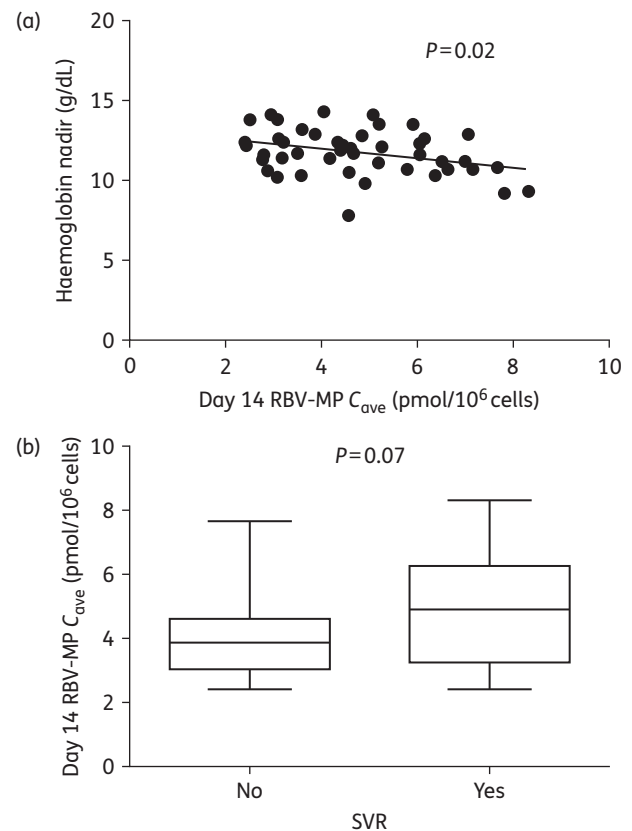 (a)
20
15
10
5
0
Haemoglobin nadir (g/dL)
P=0.02
0 2 4 6 8 10
Day 14 RBV-MP Cave (pmol/10⁶ cells)
(b)
10
8
6
4
2
0
Day 14 RBV-MP Cave (pmol/10⁶ cells)
P=0.07
No Yes
SVR